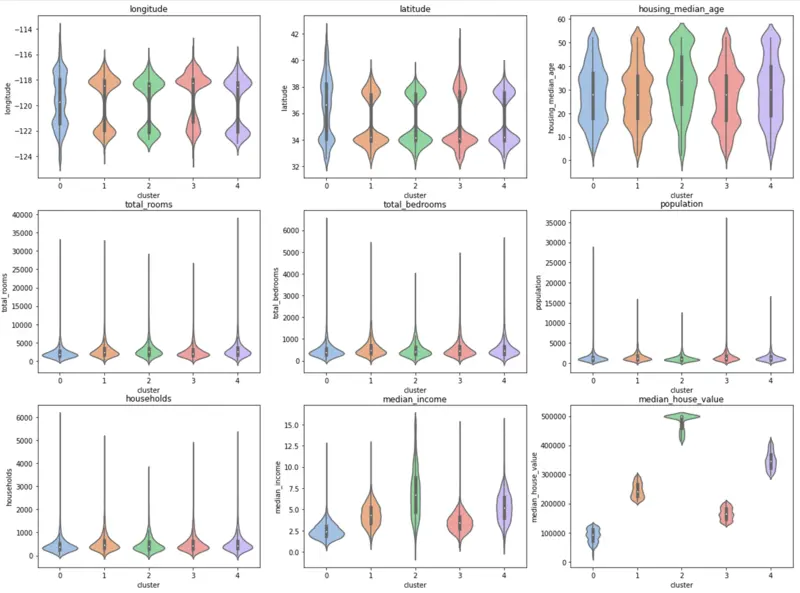 longitude
−114
−116
−118
−120
−122
−124
longitude
0 1 2 3 4
cluster
latitude
42
40
38
36
34
32
latitude
0 1 2 3 4
cluster
housing_median_age
60
50
40
30
20
10
0
housing_median_age
0 1 2 3 4
cluster
total_rooms
40000
35000
30000
25000
20000
15000
10000
5000
0
total_rooms
0 1 2 3 4
cluster
total_bedrooms
6000
5000
4000
3000
2000
1000
0
total_bedrooms
0 1 2 3 4
cluster
population
35000
30000
25000
20000
15000
10000
5000
0
population
0 1 2 3 4
cluster
households
6000
5000
4000
3000
2000
1000
0
households
0 1 2 3 4
cluster
median_income
15.0
12.5
10.0
7.5
5.0
2.5
0.0
median_income
0 1 2 3 4
cluster
median_house_value
500000
400000
300000
200000
100000
0
median_house_value
0 1 2 3 4
cluster